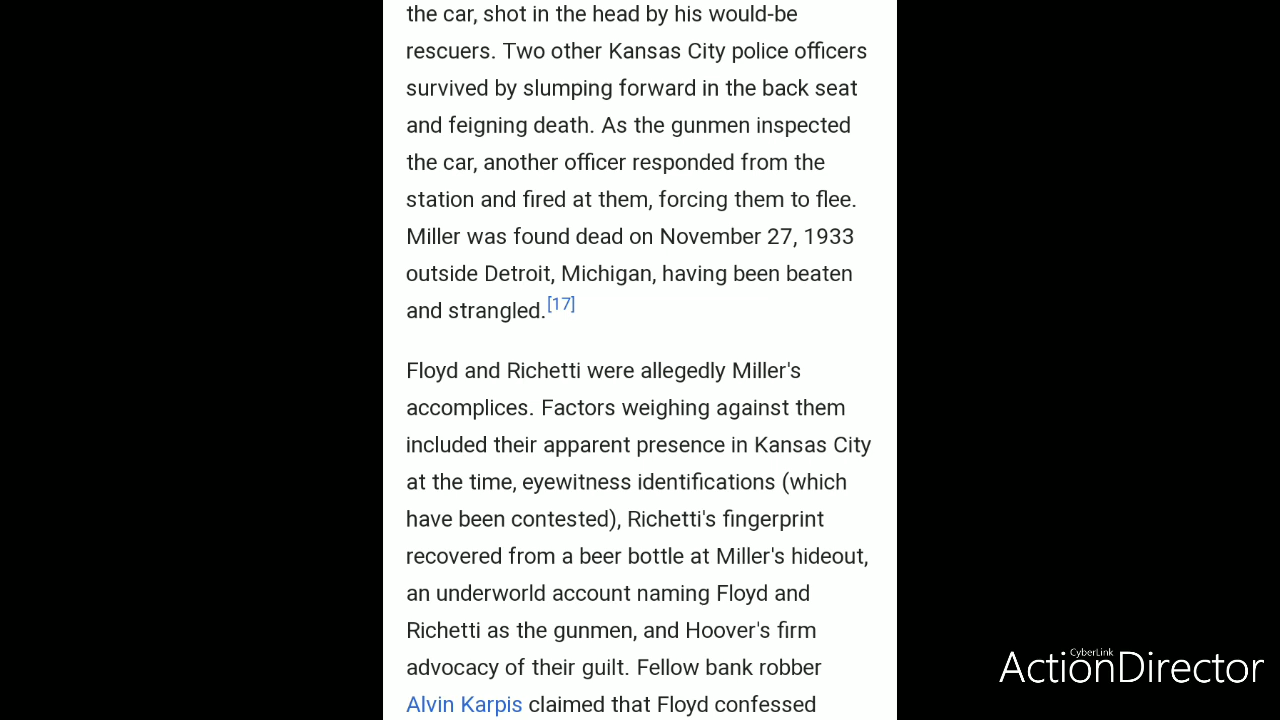 the car, shot in the head by his would-be
rescuers. Two other Kansas City police officers
survived by slumping forward in the back seat
and feigning death. As the gunmen inspected
the car, another officer responded from the
station and fired at them, forcing them to flee.
Miller was found dead on November 27, 1933
outside Detroit, Michigan, having been beaten
and strangled.[17]
Floyd and Richetti were allegedly Miller's
accomplices. Factors weighing against them
included their apparent presence in Kansas City
at the time, eyewitness identifications (which
have been contested), Richetti's fingerprint
recovered from a beer bottle at Miller's hideout,
an underworld account naming Floyd and
Richetti as the gunmen, and Hoover's firm
advocacy of their guilt. Fellow bank robber
Alvin Karpis claimed that Floyd confessed
CyberLink
ActionDirector